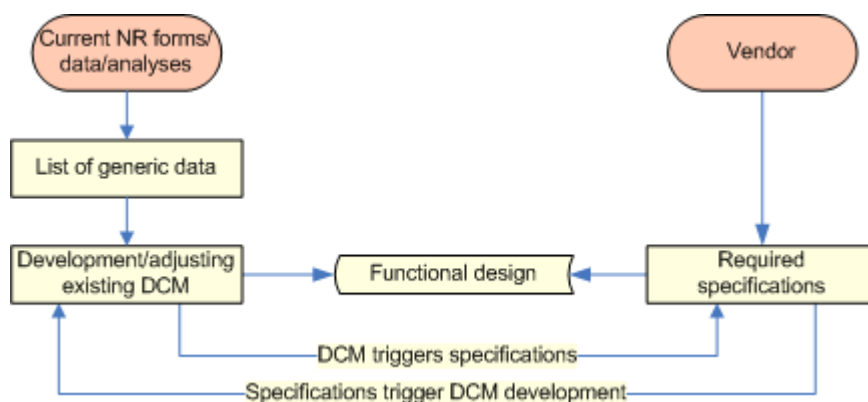 Current NR forms/
data/analyses
Vendor
List of generic data
Development/adjusting
existing DCM
Functional design
Required
specifications
DCM triggers specifications
Specifications trigger DCM development